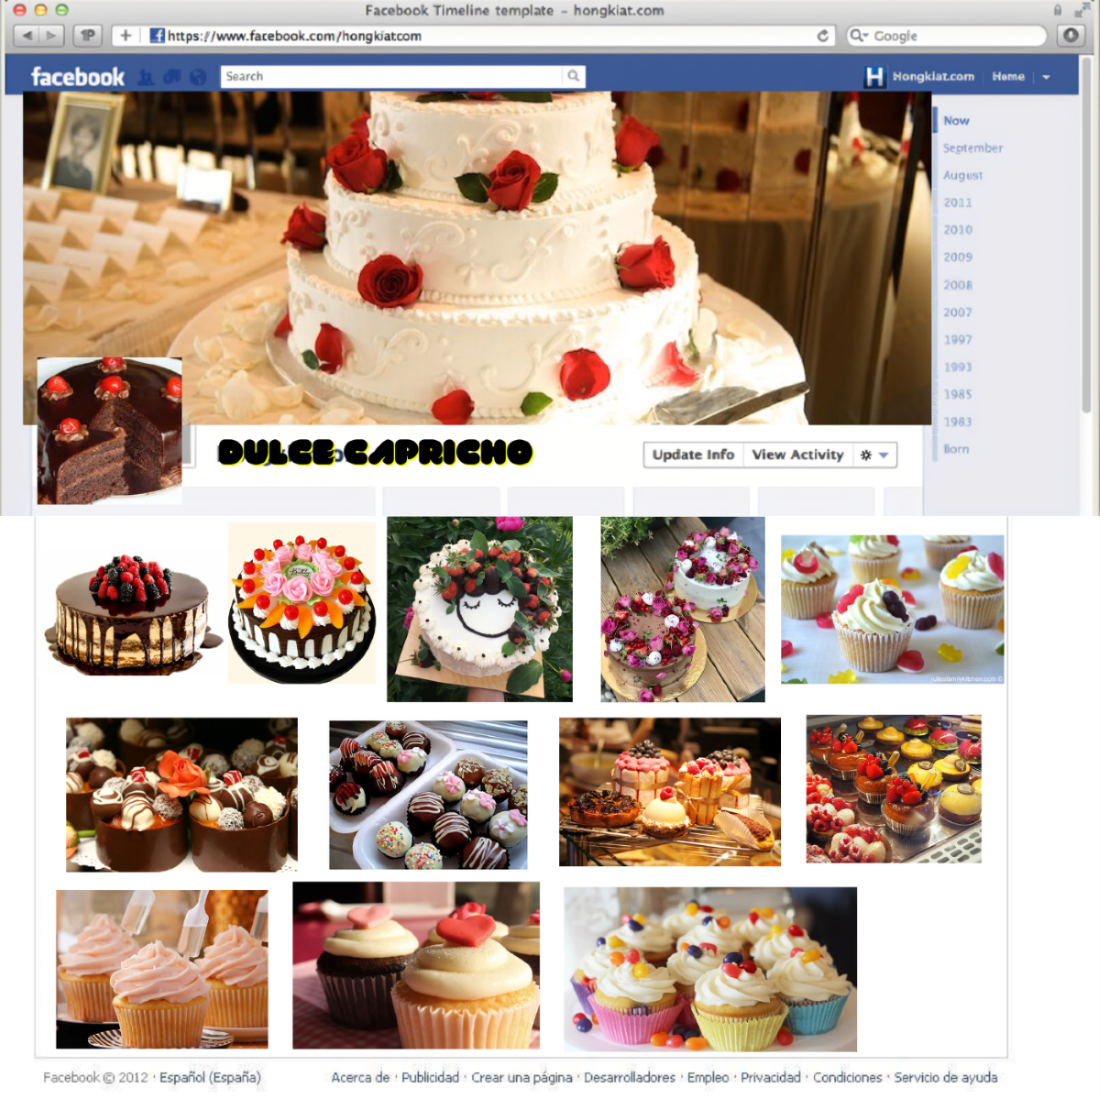 Facebook Timeline template - hongkiat.com
https://www.facebook.com/hongkiatcom
Google
facebook
Search
Hongkiat.com
Home
Now
September
August
2011
2010
2009
2008
2007
1997
1993
1985
1983
Born
DULCE CAPRICHO
Update Info
View Activity
Facebook © 2012 · Español (España)
Acerca de · Publicidad · Crear una página · Desarrolladores · Empleo · Privacidad · Condiciones · Servicio de ayuda